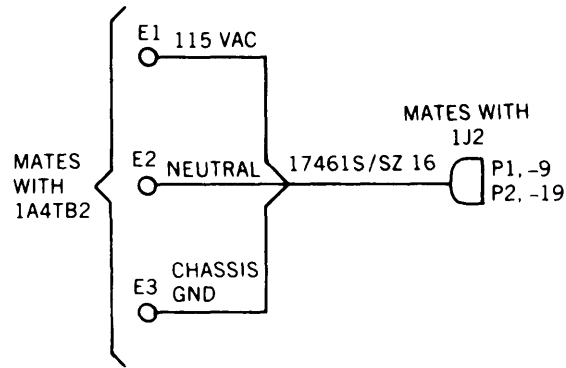 E1 115 VAC
MATES
WITH
1A4TB2
E2 NEUTRAL
17461S/SZ 16
MATES WITH
1J2
P1, -9
P2, -19
E3 CHASSIS
GND